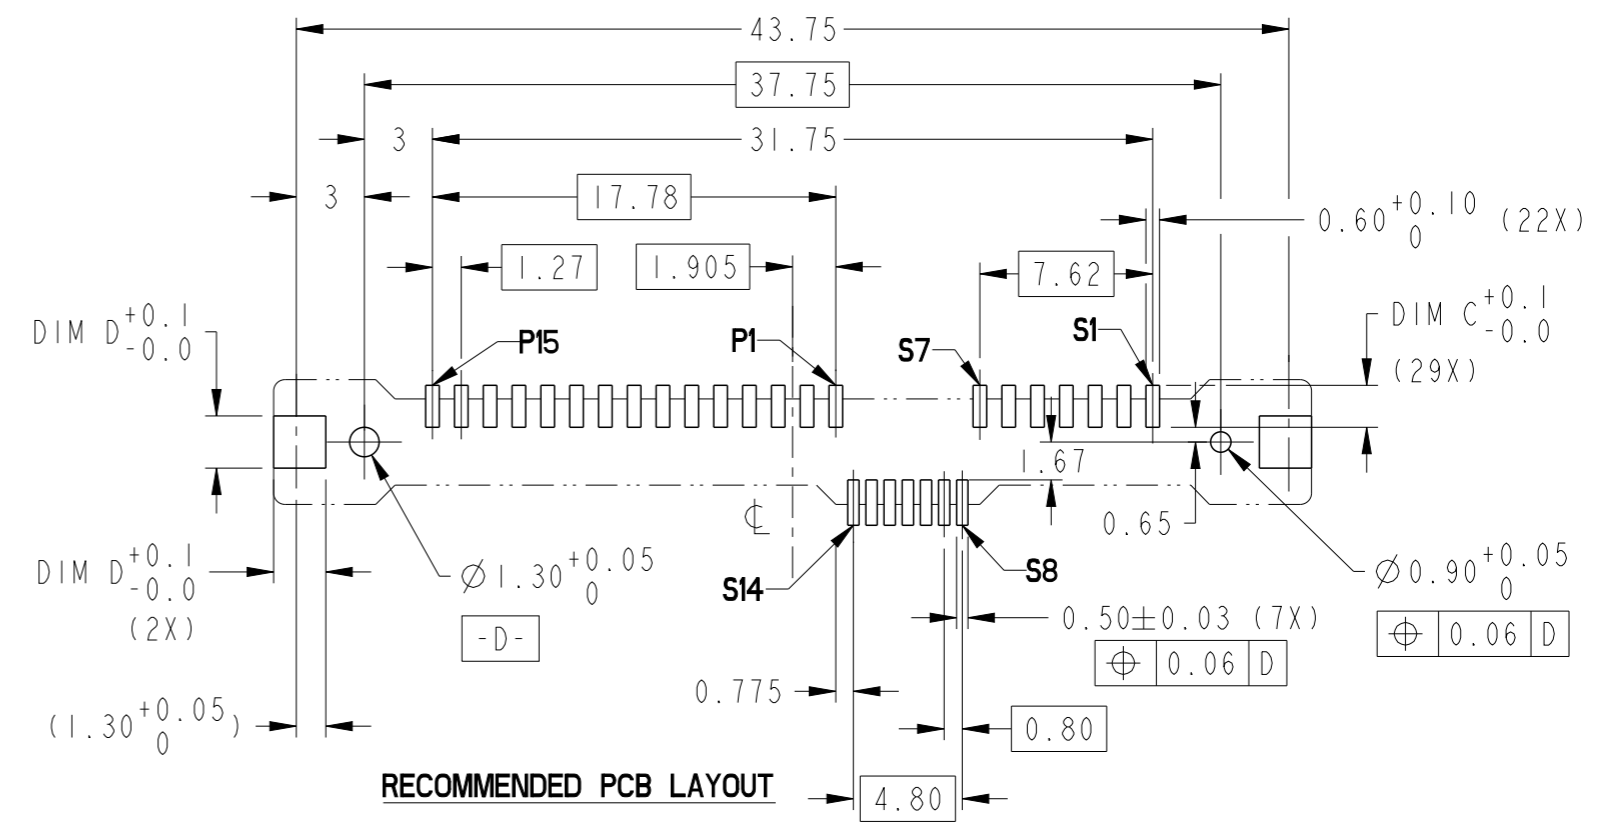 43.75
37.75
3 31.75
3 17.78
0.60 +0.10 0 (22X)
1.27 1.905 7.62
DIM D +0.1 -0.0
DIM C +0.1 -0.0
(29X)
P15 P1 S7 S1
1.67
℄
0.65
DIM D +0.1 -0.0
(2X)
Ø1.30 +0.05 0
-D-
S14 S8
Ø0.90 +0.05 0
⌖ 0.06 D
0.50±0.03 (7X)
⌖ 0.06 D
0.775
(1.30 +0.05 0)
0.80
RECOMMENDED PCB LAYOUT
4.80